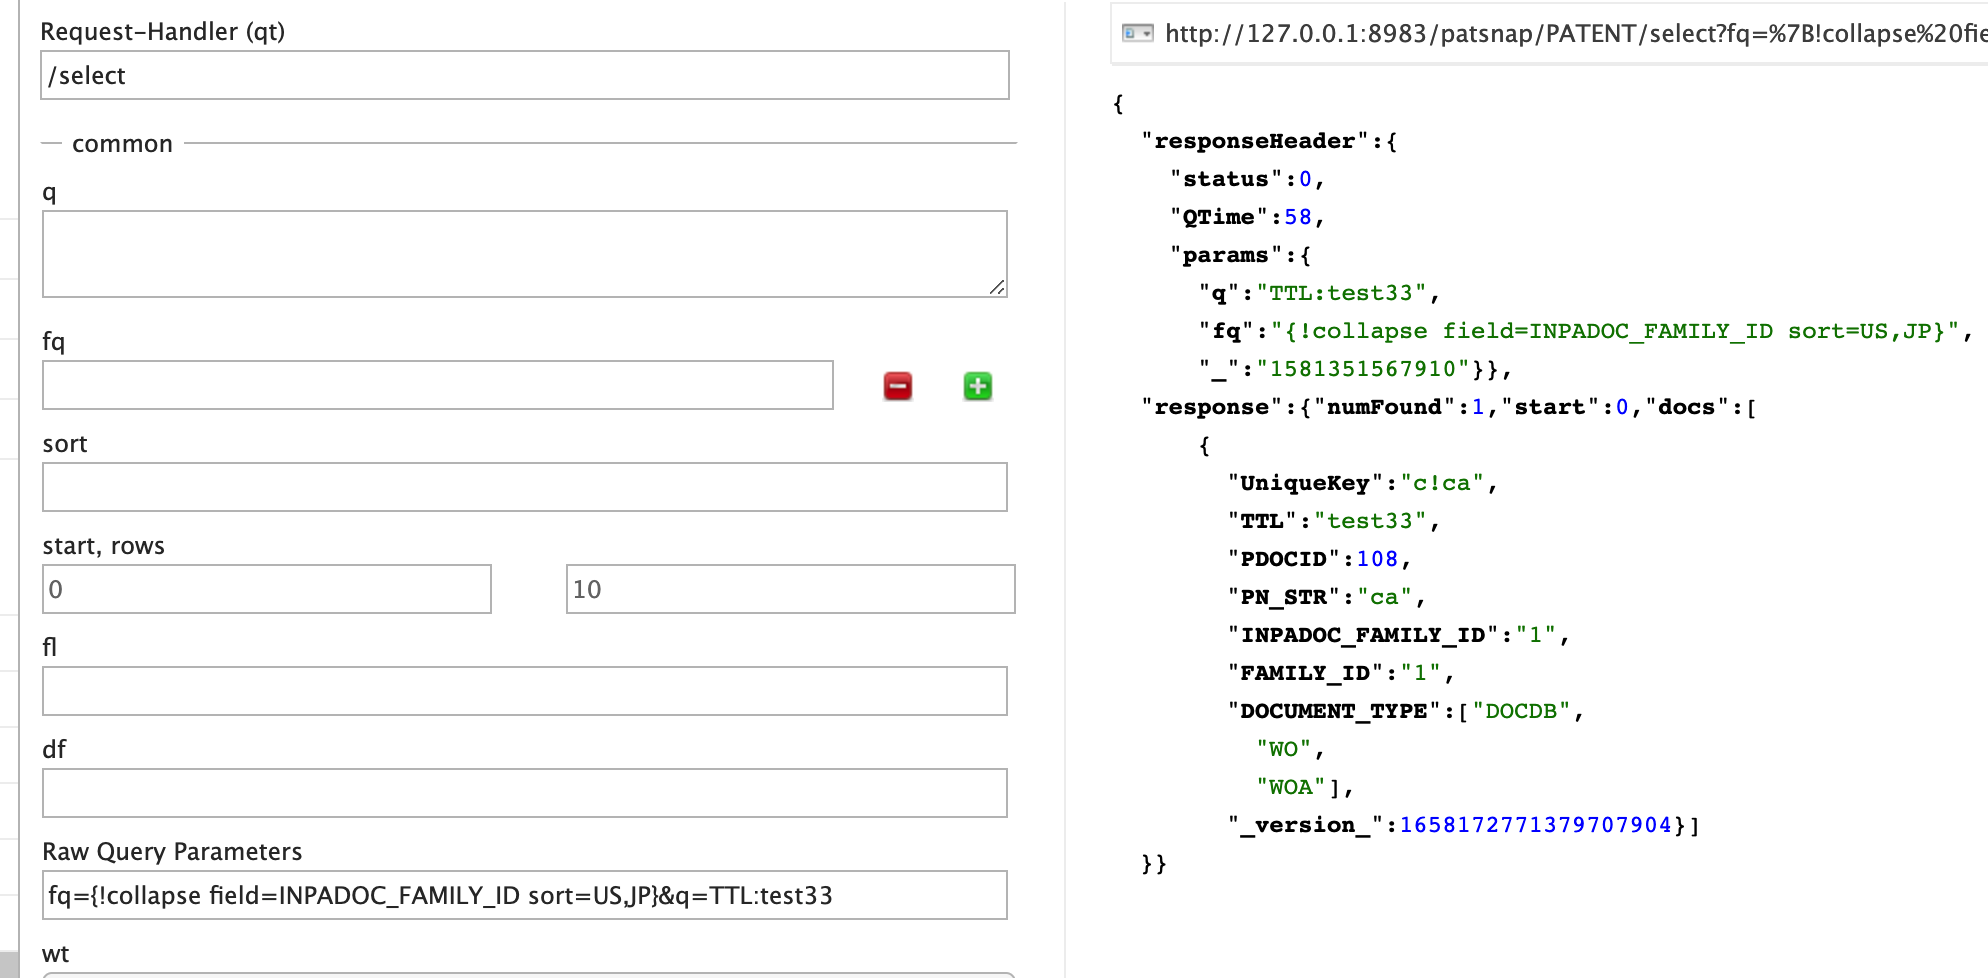 Request-Handler (qt)
/select
common
q
fq
sort
start, rows
0 10
fl
df
Raw Query Parameters
fq={!collapse field=INPADOC_FAMILY_ID sort=US,JP}&q=TTL:test33
wt
http://127.0.0.1:8983/patsnap/PATENT/select?fq=%7B!collapse%20fie
{
"responseHeader":{
"status":0,
"QTime":58,
"params":{
"q":"TTL:test33",
"fq":"{!collapse field=INPADOC_FAMILY_ID sort=US,JP}",
"_":"1581351567910"}},
"response":{"numFound":1,"start":0,"docs":[
{
"UniqueKey":"c!ca",
"TTL":"test33",
"PDOCID":108,
"PN_STR":"ca",
"INPADOC_FAMILY_ID":"1",
"FAMILY_ID":"1",
"DOCUMENT_TYPE":["DOCDB",
"WO",
"WOA"],
"_version_":1658172771379707904}]
}}